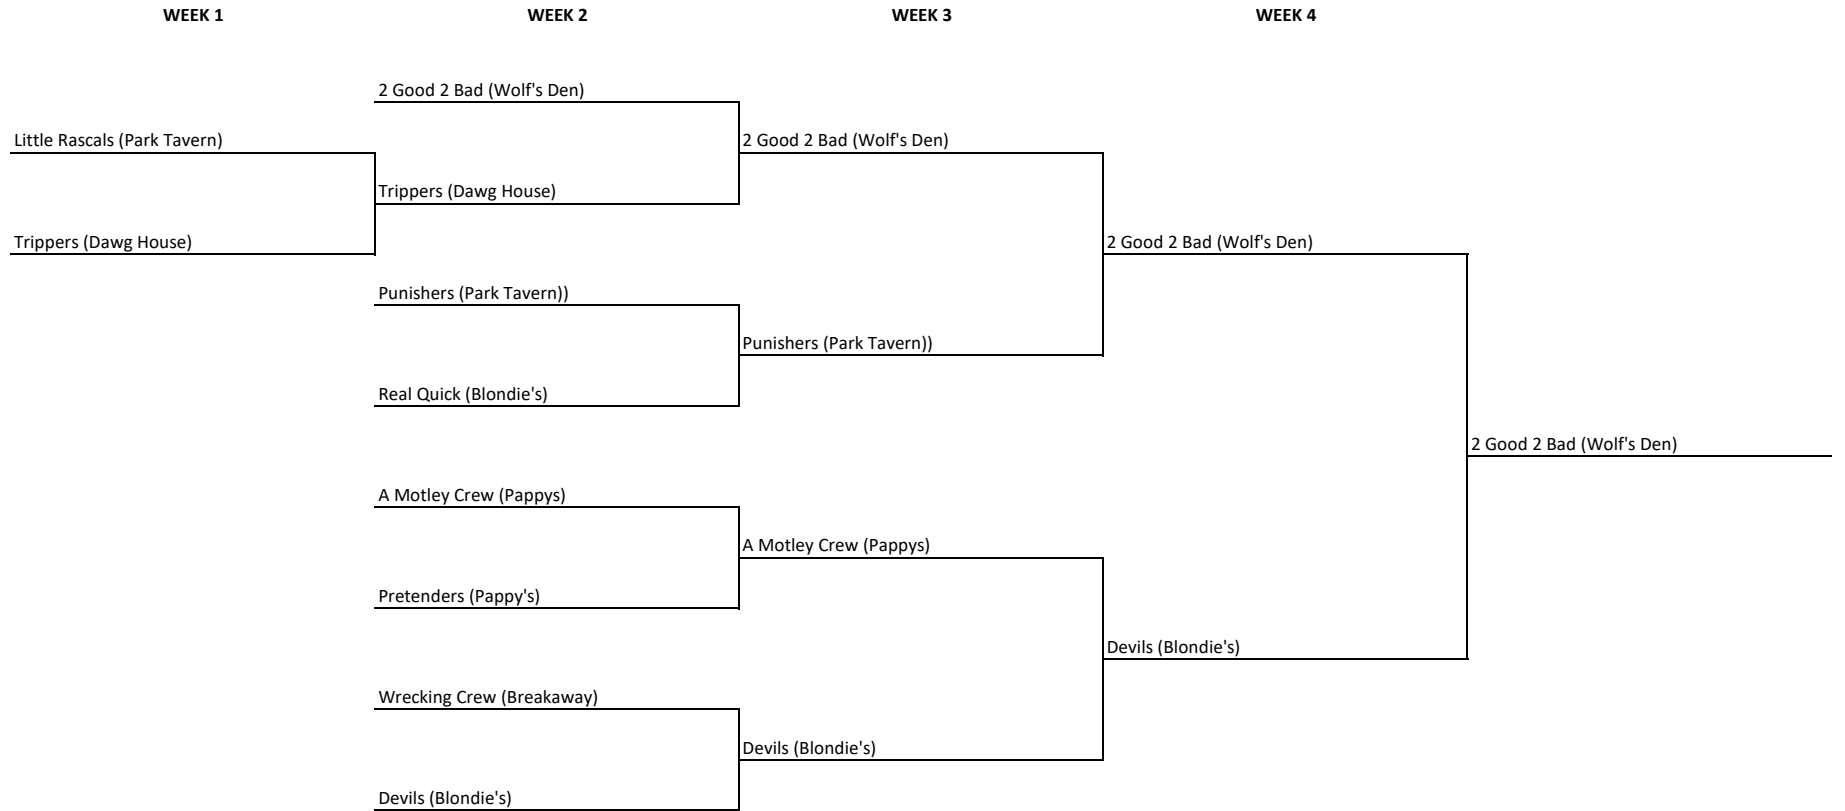 WEEK 1 WEEK 2 WEEK 3 WEEK 4
2 Good 2 Bad (Wolf's Den)
Little Rascals (Park Tavern) 2 Good 2 Bad (Wolf's Den)
Trippers (Dawg House)
Trippers (Dawg House) 2 Good 2 Bad (Wolf's Den)
Punishers (Park Tavern))
Punishers (Park Tavern))
Real Quick (Blondie's)
2 Good 2 Bad (Wolf's Den)
A Motley Crew (Pappys)
A Motley Crew (Pappys)
Pretenders (Pappy's)
Devils (Blondie's)
Wrecking Crew (Breakaway)
Devils (Blondie's)
Devils (Blondie's)